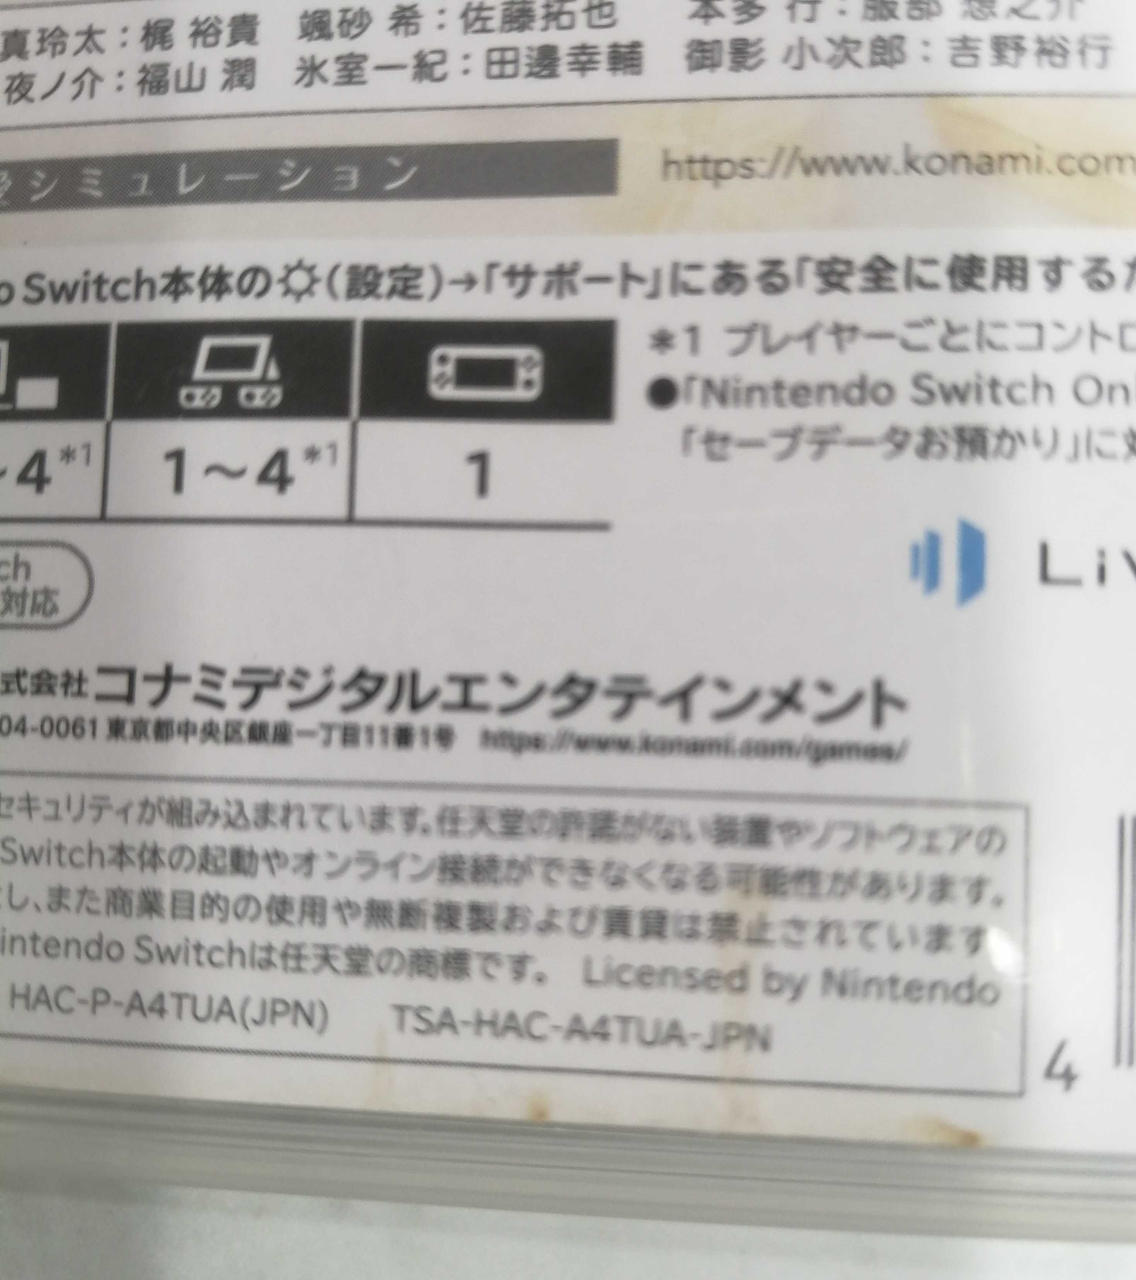 真玲太：梶 裕貴　颯砂 希：佐藤拓也　本多 行：服部 想之介
夜ノ介：福山 潤　氷室一紀：田邊幸輔　御影 小次郎：吉野裕行
シミュレーション
https://www.konami.com
o Switch本体の(設定)→「サポート」にある「安全に使用するた
～4*1　1～4*1　1
*1 プレイヤーごとにコントロ
●「Nintendo Switch Onl
「セーブデータお預かり」に対
ch
対応
LiV
式会社コナミデジタルエンタテインメント
04-0061 東京都中央区銀座一丁目11番1号　https://www.konami.com/games/
セキュリティが組み込まれています。任天堂の許諾がない装置やソフトウェアの
Switch本体の起動やオンライン接続ができなくなる可能性があります。
し、また商業目的の使用や無断複製および賃貸は禁止されています
intendo Switchは任天堂の商標です。 Licensed by Nintendo
HAC-P-A4TUA(JPN)　TSA-HAC-A4TUA-JPN
4